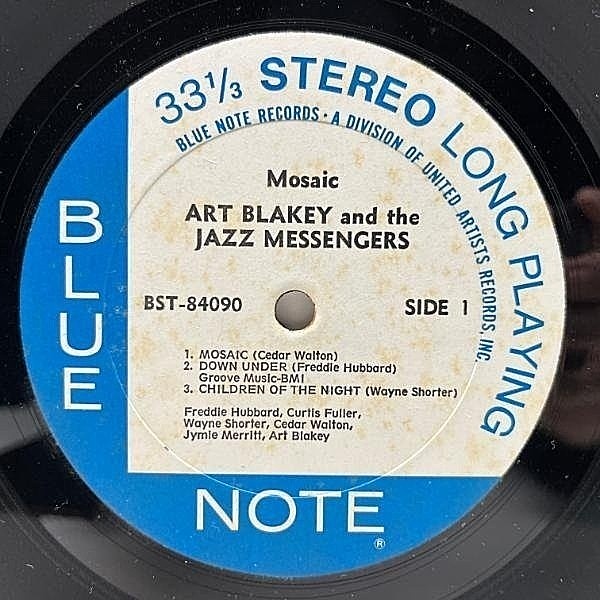 33⅓ STEREO LONG PLAYING
BLUE NOTE RECORDS · A DIVISION OF UNITED ARTISTS RECORDS, INC.
Mosaic
ART BLAKEY and the
JAZZ MESSENGERS
BST-84090
SIDE 1
1. MOSAIC (Cedar Walton)
2. DOWN UNDER (Freddie Hubbard)
Groove Music-BMI
3. CHILDREN OF THE NIGHT (Wayne Shorter)
Freddie Hubbard, Curtis Fuller,
Wayne Shorter, Cedar Walton,
Jymie Merritt, Art Blakey
BLUE
NOTE®